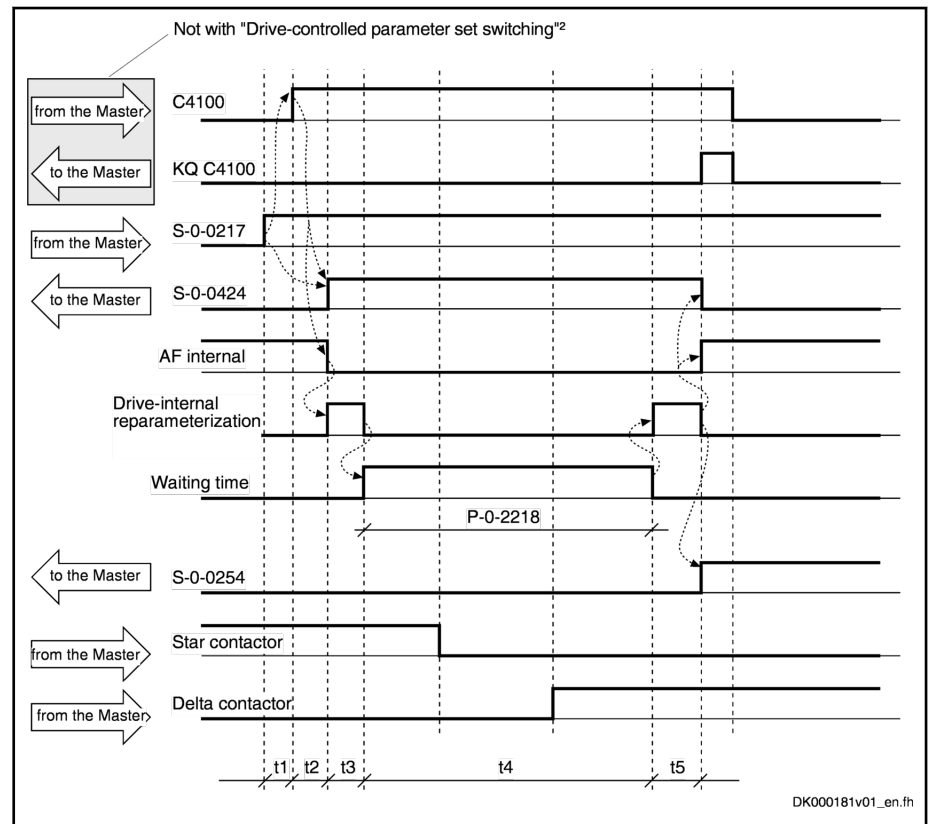 Not with "Drive-controlled parameter set switching"²
from the Master
C4100
to the Master
KQ C4100
from the Master
S-0-0217
to the Master
S-0-0424
AF internal
Drive-internal
reparameterization
Waiting time
P-0-2218
to the Master
S-0-0254
from the Master
Star contactor
from the Master
Delta contactor
t1 t2 t3 t4 t5
DK000181v01_en.fh